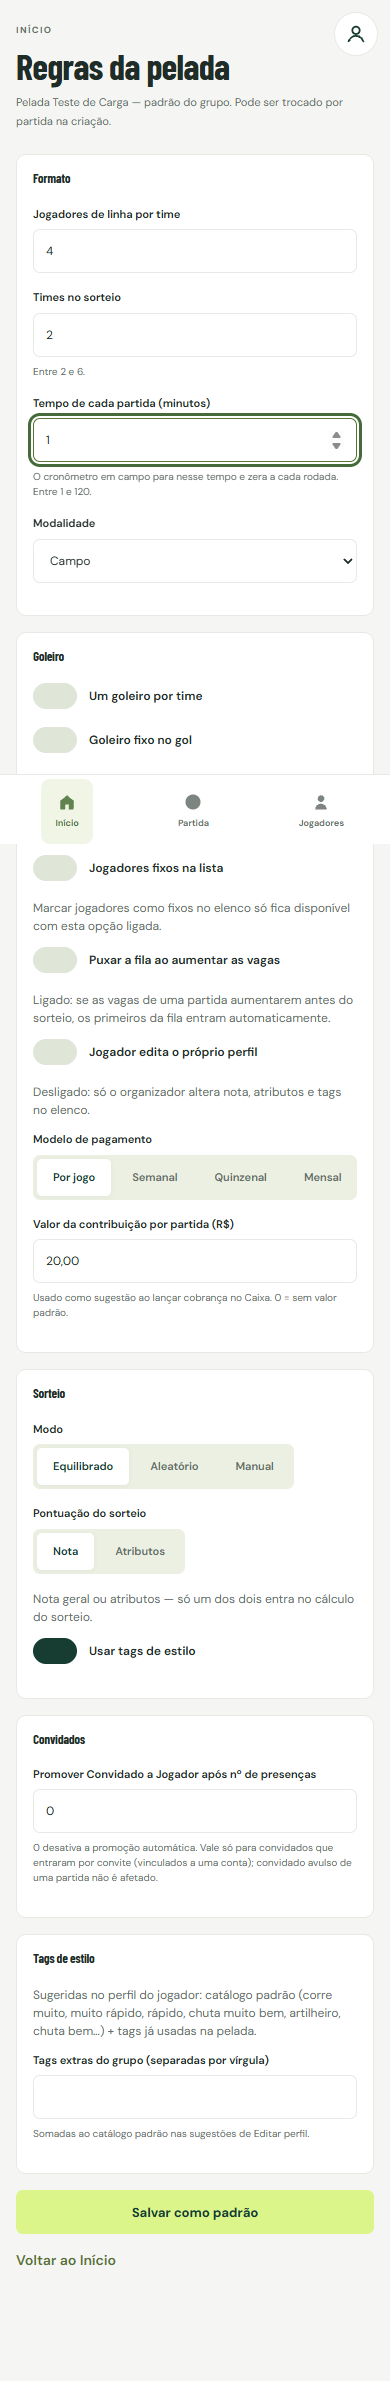 INÍCIO
Regras da pelada
Pelada Teste de Carga — padrão do grupo. Pode ser trocado por
partida na criação.
Formato
Jogadores de linha por time
4
Times no sorteio
2
Entre 2 e 6.
Tempo de cada partida (minutos)
1
O cronômetro em campo para nesse tempo e zera a cada rodada.
Entre 1 e 120.
Modalidade
Campo
Goleiro
Um goleiro por time
Goleiro fixo no gol
Início
Partida
Jogadores
Jogadores fixos na lista
Marcar jogadores como fixos no elenco só fica disponível
com esta opção ligada.
Puxar a fila ao aumentar as vagas
Ligado: se as vagas de uma partida aumentarem antes do
sorteio, os primeiros da fila entram automaticamente.
Jogador edita o próprio perfil
Desligado: só o organizador altera nota, atributos e tags
no elenco.
Modelo de pagamento
Por jogo
Semanal
Quinzenal
Mensal
Valor da contribuição por partida (R$)
20,00
Usado como sugestão ao lançar cobrança no Caixa. 0 = sem valor
padrão.
Sorteio
Modo
Equilibrado
Aleatório
Manual
Pontuação do sorteio
Nota
Atributos
Nota geral ou atributos — só um dos dois entra no cálculo
do sorteio.
Usar tags de estilo
Convidados
Promover Convidado a Jogador após nº de presenças
0
0 desativa a promoção automática. Vale só para convidados que
entraram por convite (vinculados a uma conta); convidado avulso de
uma partida não é afetado.
Tags de estilo
Sugeridas no perfil do jogador: catálogo padrão (corre
muito, muito rápido, rápido, chuta muito bem, artilheiro,
chuta bem…) + tags já usadas na pelada.
Tags extras do grupo (separadas por vírgula)
Somadas ao catálogo padrão nas sugestões de Editar perfil.
Salvar como padrão
Voltar ao Início